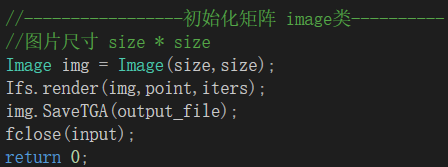 //-----------------初始化矩阵 image类----------
//图片尺寸 size * size
Image img = Image(size,size);
Ifs.render(img,point,iters);
img.SaveTGA(output_file);
fclose(input);
return 0;